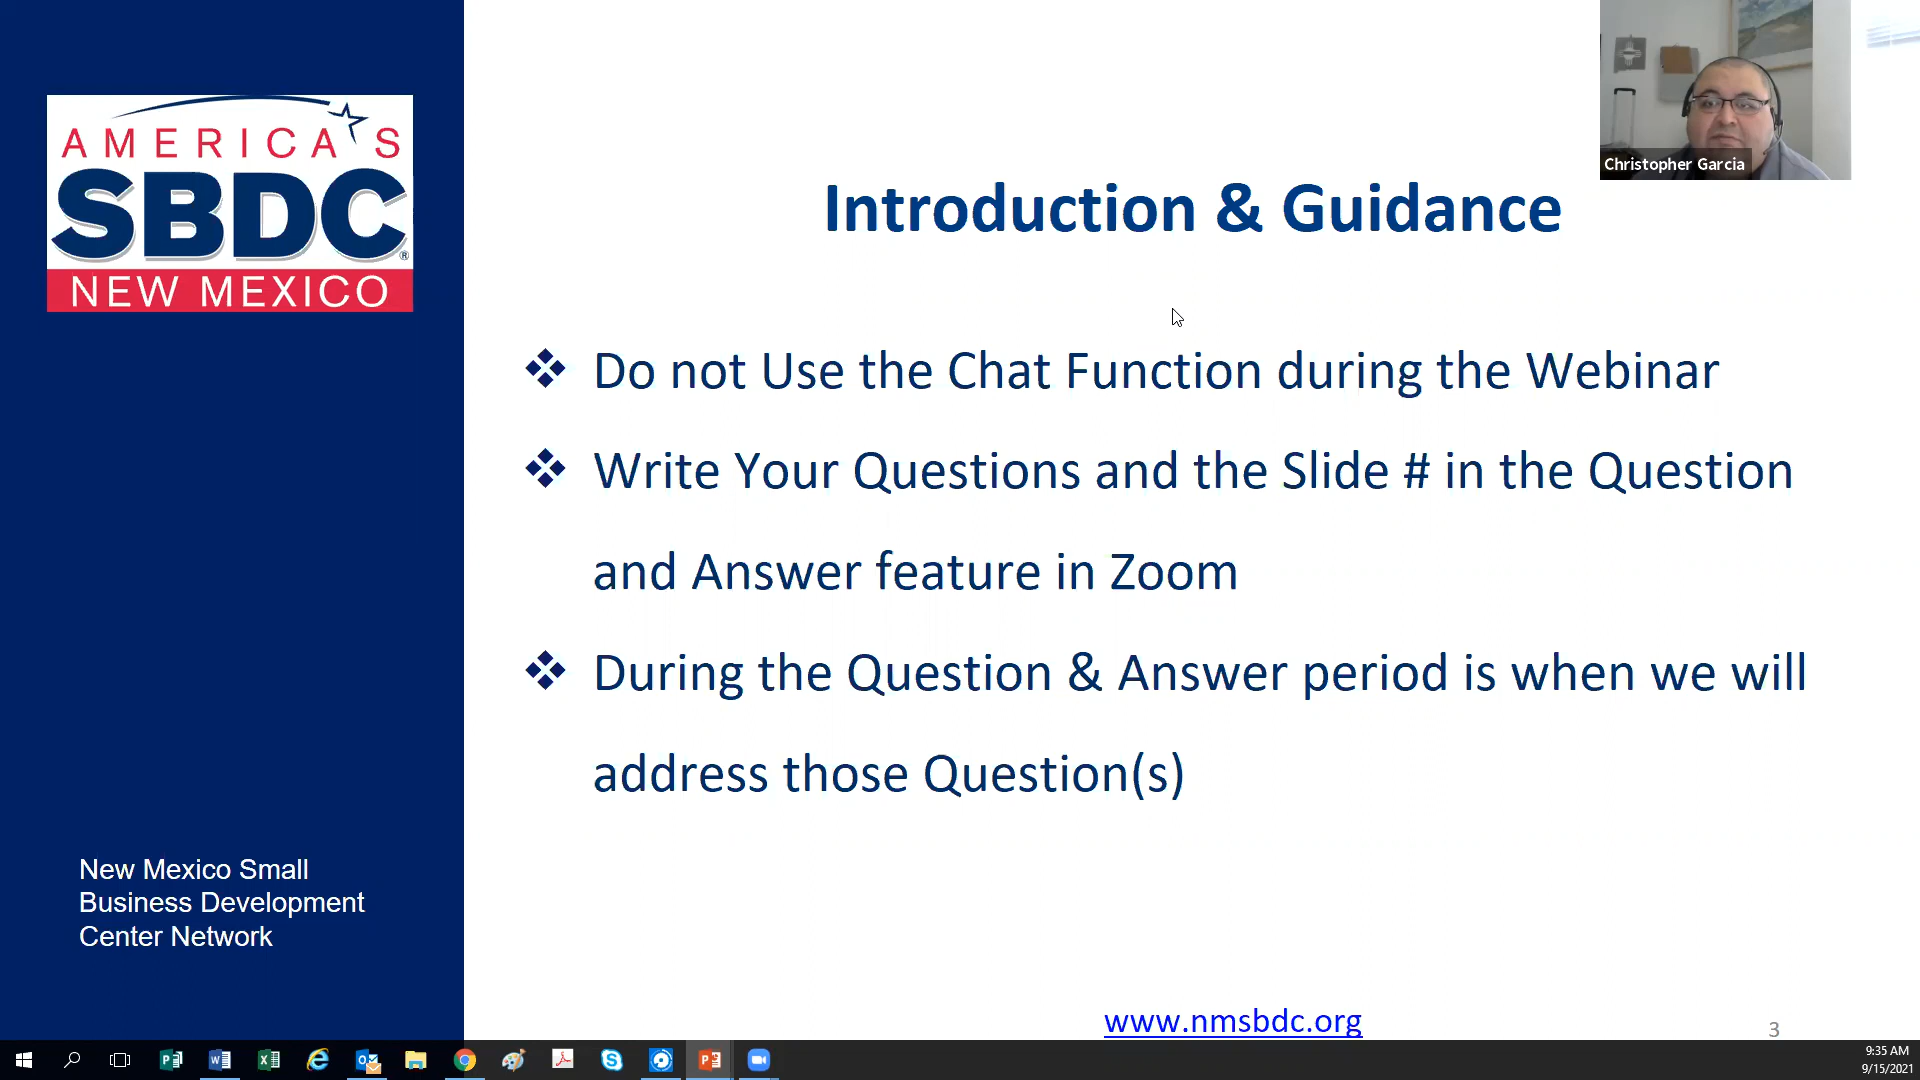 AMERICA'S
SBDC®
NEW MEXICO
Christopher Garcia
Introduction & Guidance
❖ Do not Use the Chat Function during the Webinar
❖ Write Your Questions and the Slide # in the Question
and Answer feature in Zoom
❖ During the Question & Answer period is when we will
address those Question(s)
New Mexico Small
Business Development
Center Network
www.nmsbdc.org
3
9:35 AM
9/15/2021